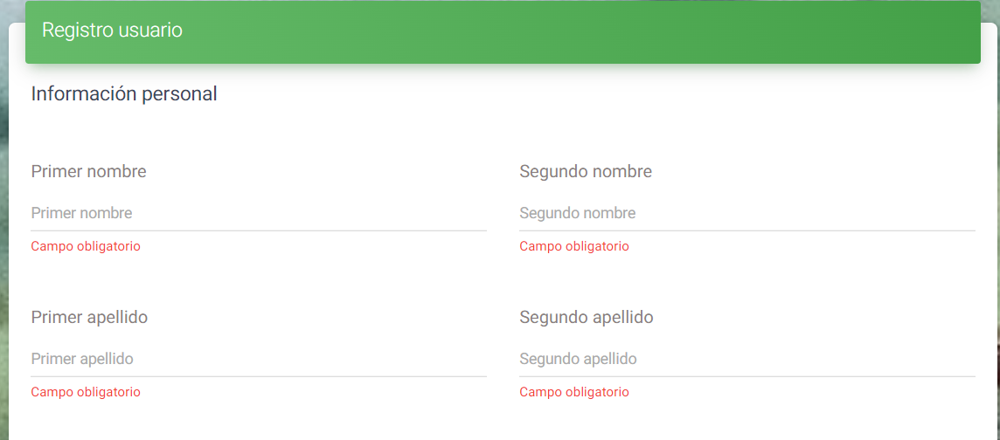 Registro usuario
Información personal
Primer nombre
Segundo nombre
Primer nombre
Segundo nombre
Campo obligatorio
Campo obligatorio
Primer apellido
Segundo apellido
Primer apellido
Segundo apellido
Campo obligatorio
Campo obligatorio